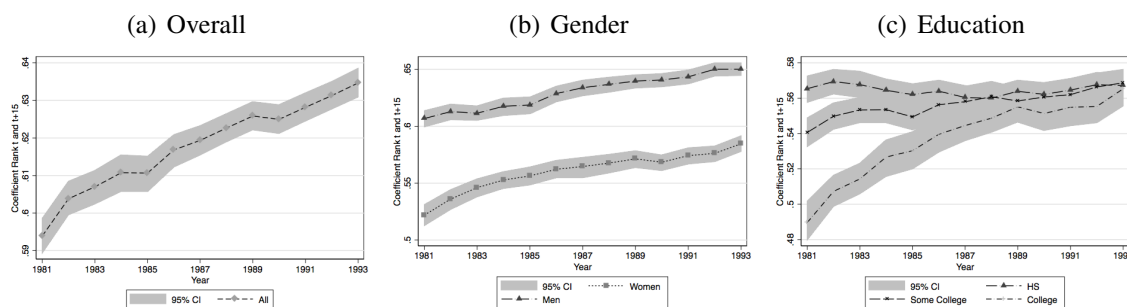 (a) Overall
(b) Gender
(c) Education
Coefficient Rank t and t+15
.64
.63
.62
.61
.6
.59
1981
1983
1985
1987
1989
1991
1993
Year
95% CI
All
Coefficient Rank t and t+15
.65
.6
.55
.5
1981
1983
1985
1987
1989
1991
1993
Year
95% CI
Women
Men
Coefficient Rank t and t+15
.58
.56
.54
.52
.5
.48
1981
1983
1985
1987
1989
1991
199
Year
95% CI
HS
Some College
College